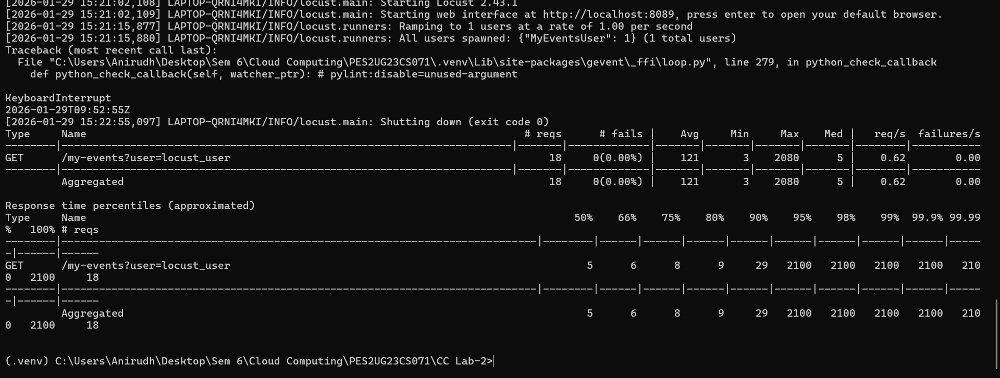 [2026-01-29 15:21:02,108] LAPTOP-QRNI4MKI/INFO/locust.main: Starting Locust 2.43.1
[2026-01-29 15:21:02,109] LAPTOP-QRNI4MKI/INFO/locust.main: Starting web interface at http://localhost:8089, press enter to open your default browser.
[2026-01-29 15:21:15,877] LAPTOP-QRNI4MKI/INFO/locust.runners: Ramping to 1 users at a rate of 1.00 per second
[2026-01-29 15:21:15,880] LAPTOP-QRNI4MKI/INFO/locust.runners: All users spawned: {"MyEventsUser": 1} (1 total users)
Traceback (most recent call last):
  File "C:\Users\Anirudh\Desktop\Sem 6\Cloud Computing\PES2UG23CS071\.venv\Lib\site-packages\gevent\_ffi\loop.py", line 279, in python_check_callback
    def python_check_callback(self, watcher_ptr): # pylint:disable=unused-argument
KeyboardInterrupt
2026-01-29T09:52:55Z
[2026-01-29 15:22:55,097] LAPTOP-QRNI4MKI/INFO/locust.main: Shutting down (exit code 0)
Type     Name                                                                          # reqs      # fails |    Avg     Min     Max    Med |   req/s  failures/s
--------|------------------------------------------------------------------------|-------|-------------|-------|-------|-------|-------|--------|-----------
GET      /my-events?user=locust_user                                                       18     0(0.00%) |    121       3    2080      5 |    0.62        0.00
--------|------------------------------------------------------------------------|-------|-------------|-------|-------|-------|-------|--------|-----------
         Aggregated                                                                        18     0(0.00%) |    121       3    2080      5 |    0.62        0.00
Response time percentiles (approximated)
Type     Name                                                                                  50%    66%    75%    80%    90%    95%    98%    99%  99.9% 99.99
%   100% # reqs
--------|----------------------------------------------------------------------------|--------|------|------|------|------|------|------|------|------|-----
-|------|------
GET      /my-events?user=locust_user                                                             5      6      8      9     29   2100   2100   2100   2100   210
0   2100     18
--------|----------------------------------------------------------------------------|--------|------|------|------|------|------|------|------|------|-----
-|------|------
         Aggregated                                                                              5      6      8      9     29   2100   2100   2100   2100   210
0   2100     18
(.venv) C:\Users\Anirudh\Desktop\Sem 6\Cloud Computing\PES2UG23CS071\CC Lab-2>